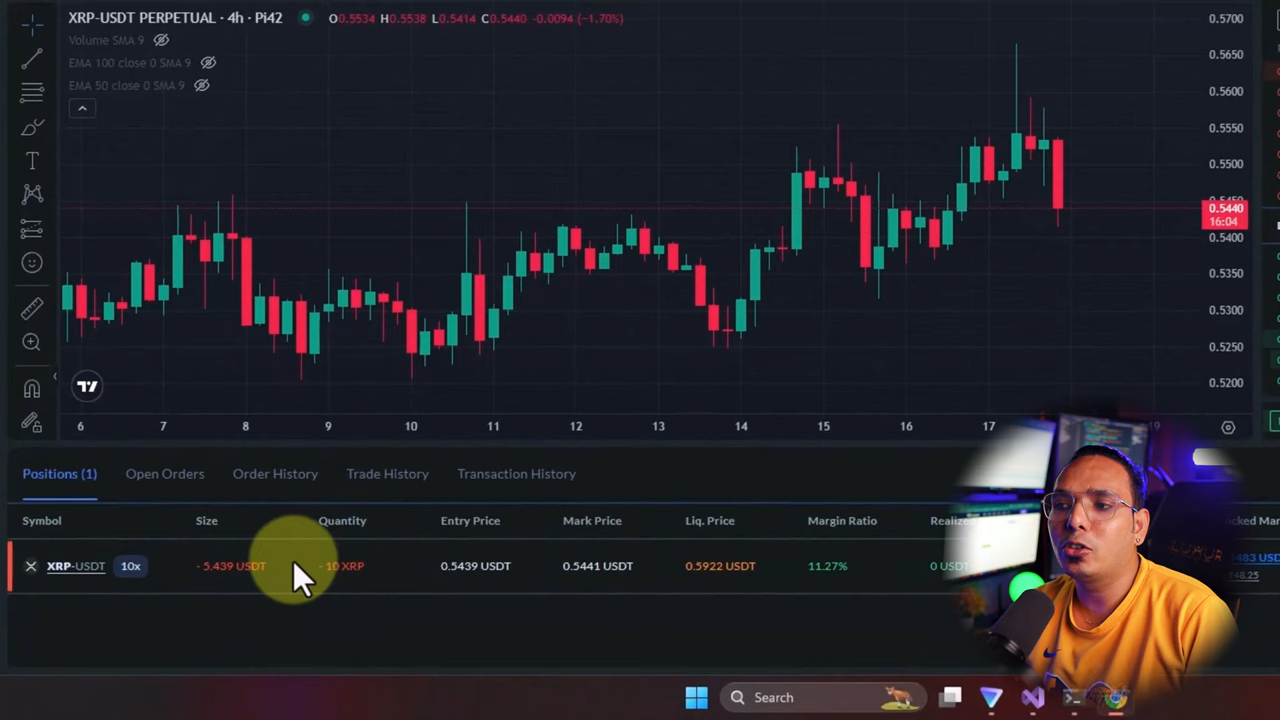 XRP-USDT PERPETUAL · 4h · Pi42 O0.5534 H0.5538 L0.5414 C0.5440 -0.0094 (-1.70%)
Volume SMA 9
EMA 100 close 0 SMA 9
EMA 50 close 0 SMA 9
0.5700
0.5650
0.5600
0.5550
0.5500
0.5440
16:04
0.5400
0.5350
0.5300
0.5250
0.5200
6 7 8 9 10 11 12 13 14 15 16 17 19
Positions (1) Open Orders Order History Trade History Transaction History
Symbol Size Quantity Entry Price Mark Price Liq. Price Margin Ratio
XRP-USDT 10x - 5.439 USDT - 10 XRP 0.5439 USDT 0.5441 USDT 0.5922 USDT 11.27% 0 USDT
Search